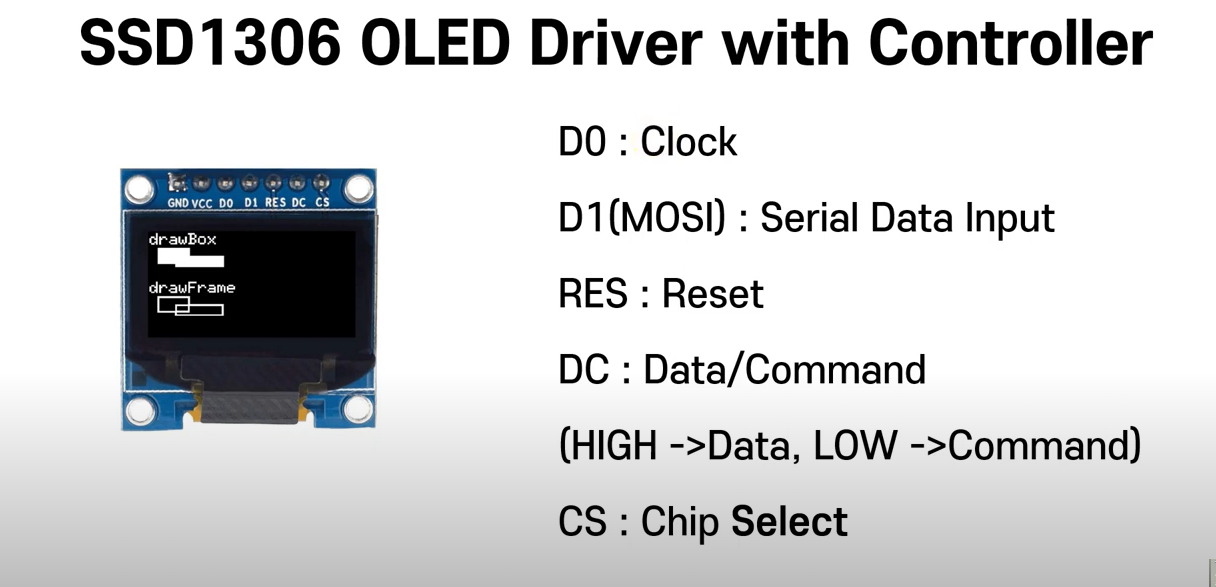 SSD1306 OLED Driver with Controller
D0 : Clock
D1(MOSI) : Serial Data Input
RES : Reset
DC : Data/Command
(HIGH ->Data, LOW ->Command)
CS : Chip Select
GND VCC D0 D1 RES DC CS
drawBox
drawFrame